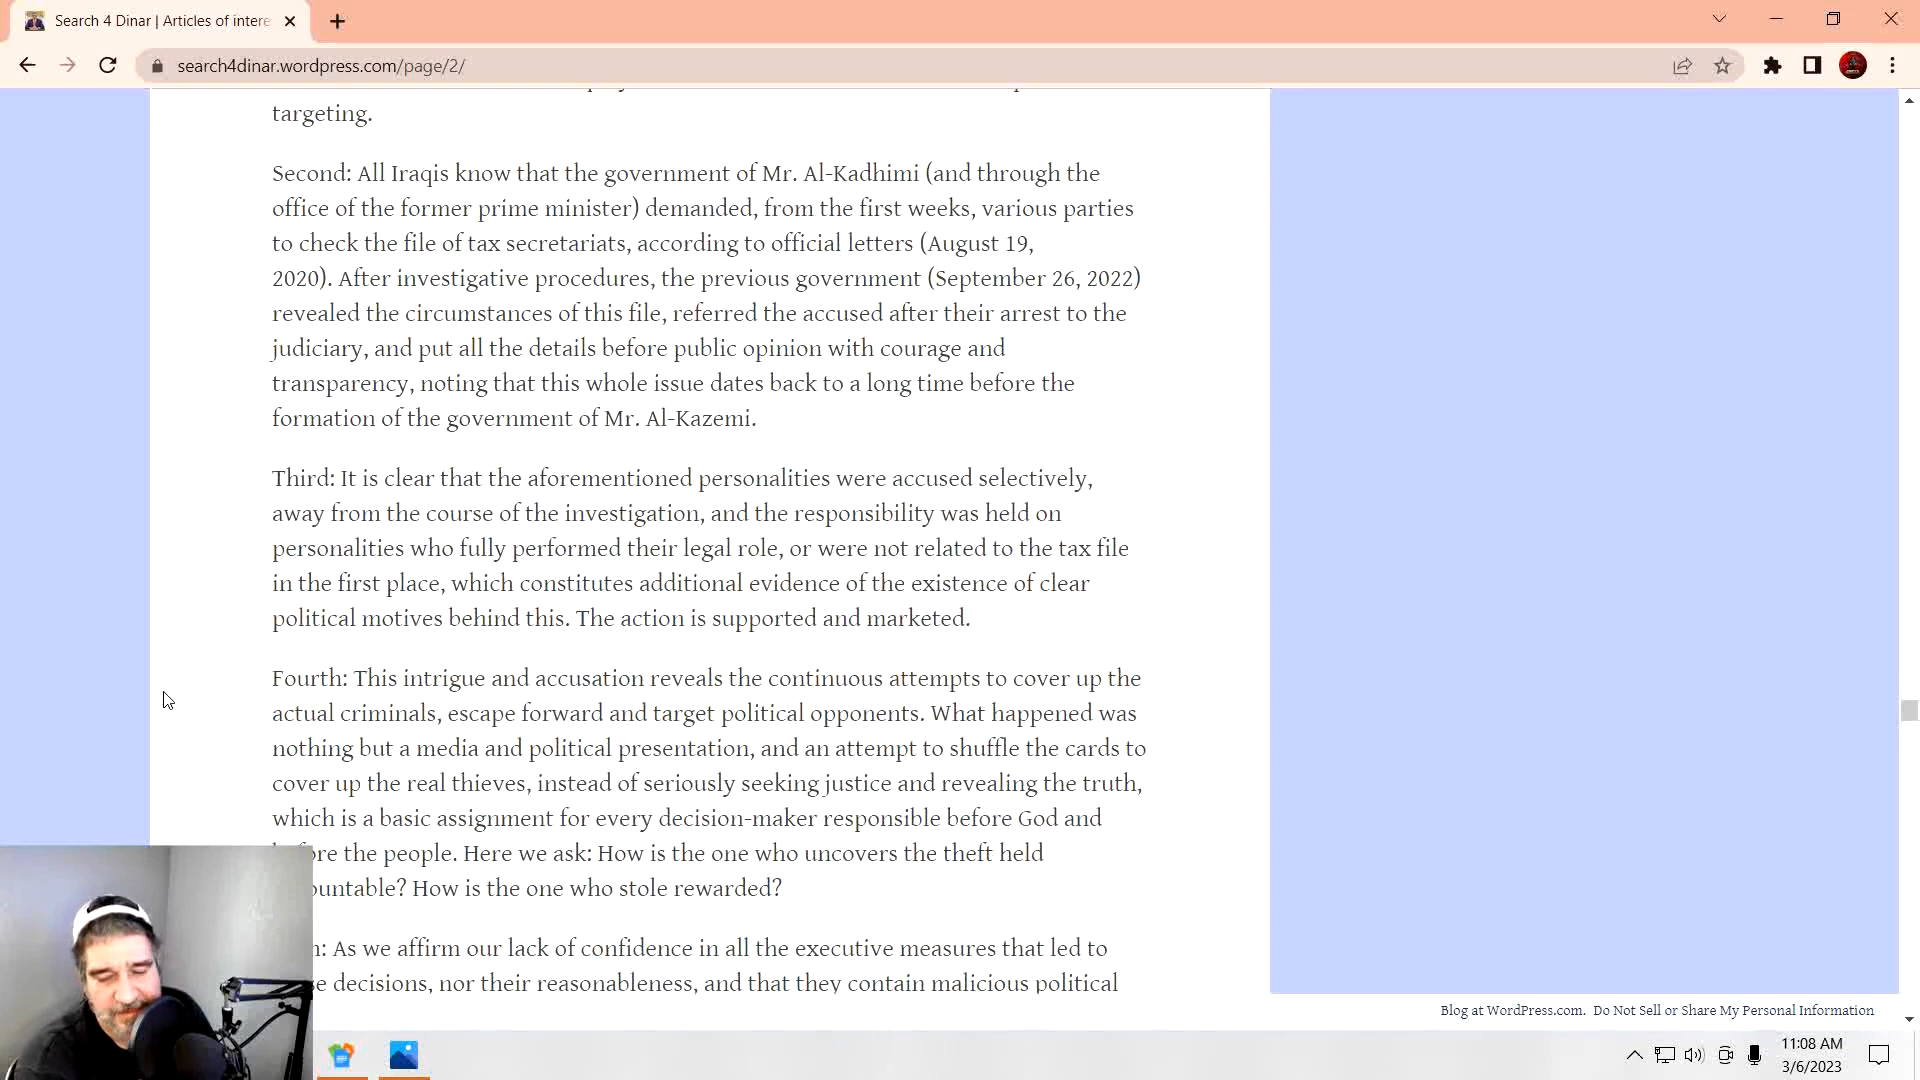 Search 4 Dinar | Articles of intere
search4dinar.wordpress.com/page/2/
targeting.
Second: All Iraqis know that the government of Mr. Al-Kadhimi (and through the
office of the former prime minister) demanded, from the first weeks, various parties
to check the file of tax secretariats, according to official letters (August 19,
2020). After investigative procedures, the previous government (September 26, 2022)
revealed the circumstances of this file, referred the accused after their arrest to the
judiciary, and put all the details before public opinion with courage and
transparency, noting that this whole issue dates back to a long time before the
formation of the government of Mr. Al-Kazemi.
Third: It is clear that the aforementioned personalities were accused selectively,
away from the course of the investigation, and the responsibility was held on
personalities who fully performed their legal role, or were not related to the tax file
in the first place, which constitutes additional evidence of the existence of clear
political motives behind this. The action is supported and marketed.
Fourth: This intrigue and accusation reveals the continuous attempts to cover up the
actual criminals, escape forward and target political opponents. What happened was
nothing but a media and political presentation, and an attempt to shuffle the cards to
cover up the real thieves, instead of seriously seeking justice and revealing the truth,
which is a basic assignment for every decision-maker responsible before God and
the people. Here we ask: How is the one who uncovers the theft held
How is the one who stole rewarded?
As we affirm our lack of confidence in all the executive measures that led to
decisions, nor their reasonableness, and that they contain malicious political
Blog at WordPress.com. Do Not Sell or Share My Personal Information
11:08 AM
3/6/2023